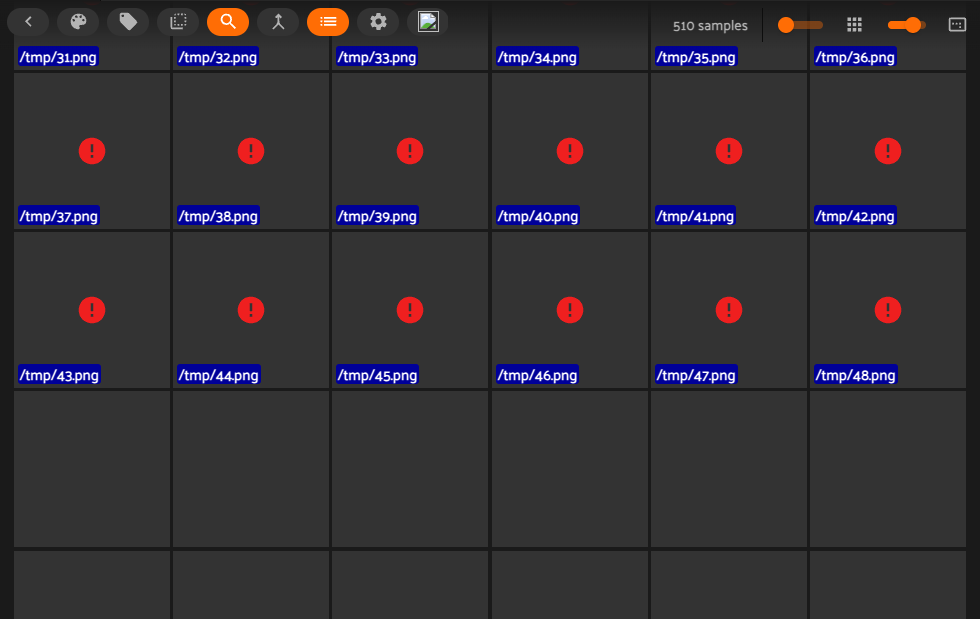 510 samples
/tmp/31.png /tmp/32.png /tmp/33.png /tmp/34.png /tmp/35.png /tmp/36.png
/tmp/37.png /tmp/38.png /tmp/39.png /tmp/40.png /tmp/41.png /tmp/42.png
/tmp/43.png /tmp/44.png /tmp/45.png /tmp/46.png /tmp/47.png /tmp/48.png